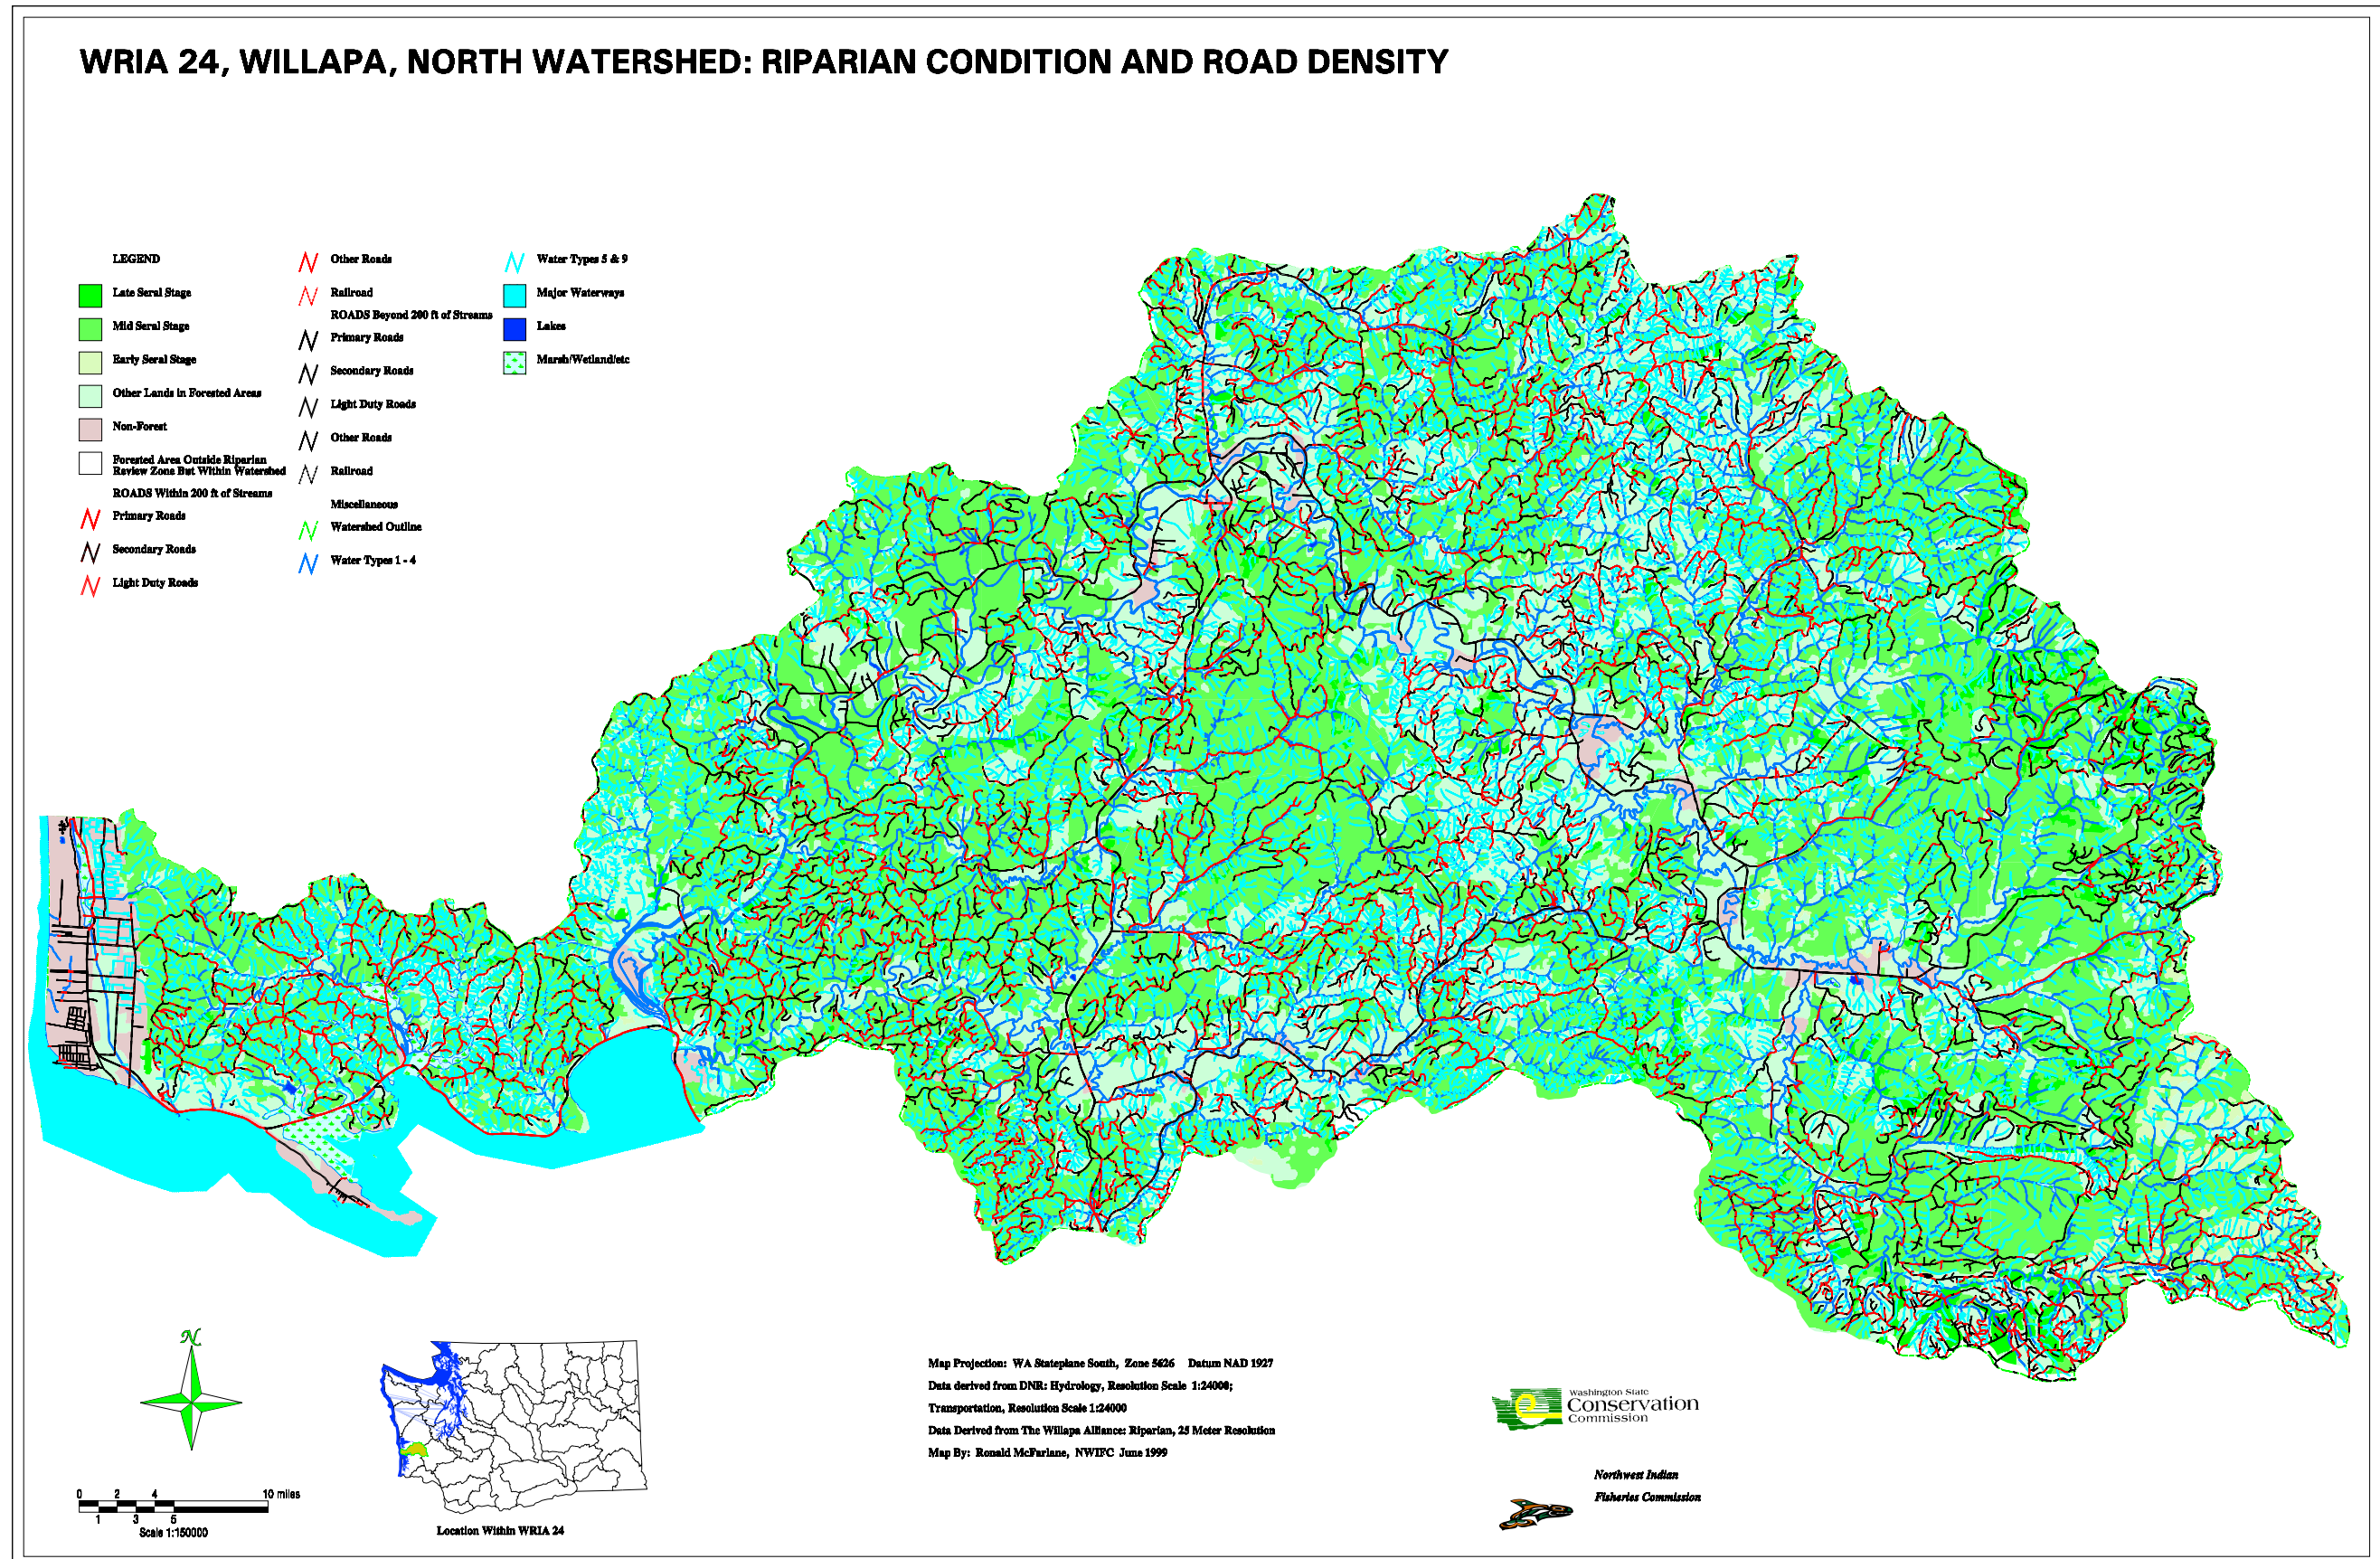 WRIA 24, WILLAPA, NORTH WATERSHED: RIPARIAN CONDITION AND ROAD DENSITY
LEGEND
Late Seral Stage
Mid Seral Stage
Early Seral Stage
Other Lands in Forested Areas
Non-Forest
Forested Area Outside Riparian
Review Zone But Within Watershed
ROADS Within 200 ft of Streams
Primary Roads
Secondary Roads
Light Duty Roads
Other Roads
Railroad
ROADS Beyond 200 ft of Streams
Primary Roads
Secondary Roads
Light Duty Roads
Other Roads
Railroad
Miscellaneous
Watershed Outline
Water Types 1 - 4
Water Types 5 & 9
Major Waterways
Lakes
Marsh/Wetland/etc
N
0 2 4 10 miles
1 3 5
Scale 1:150000
Location Within WRIA 24
Map Projection: WA Stateplane South, Zone 5626 Datum NAD 1927
Data derived from DNR: Hydrology, Resolution Scale 1:24000;
Transportation, Resolution Scale 1:24000
Data Derived from The Willapa Alliance: Riparian, 25 Meter Resolution
Map By: Ronald McFarlane, NWIFC June 1999
Washington State
Conservation
Commission
Northwest Indian
Fisheries Commission